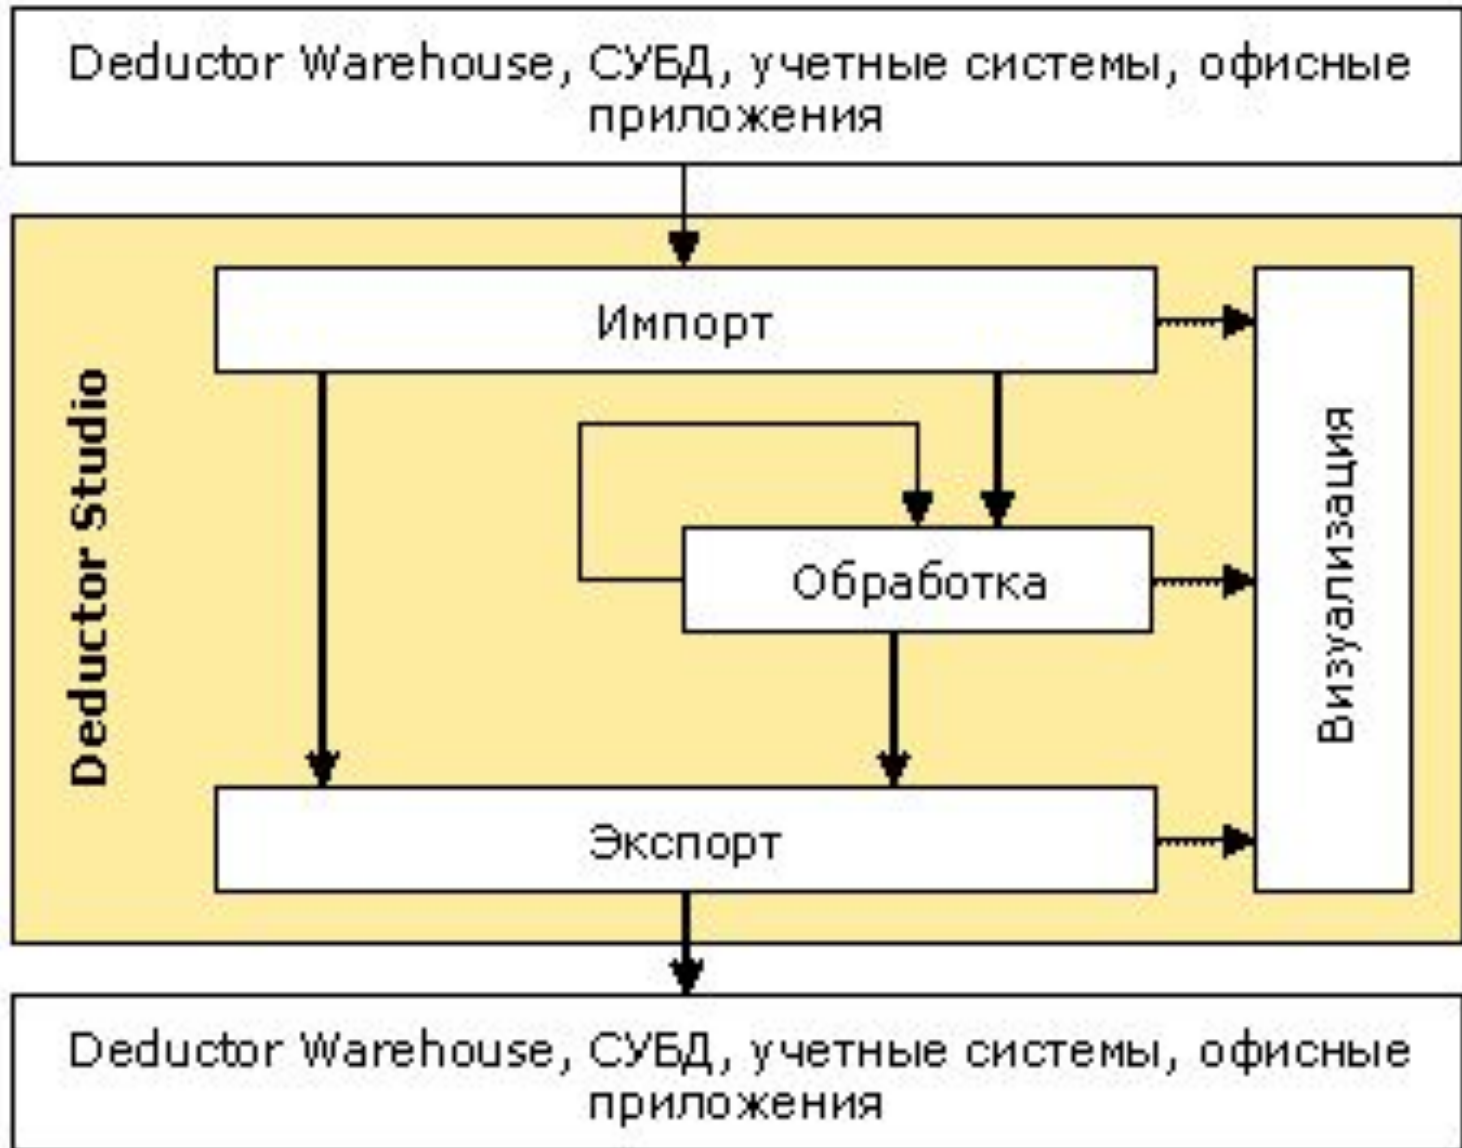 Deductor Warehouse, СУБД, учетные системы, офисные
приложения
Deductor Studio
Импорт
Обработка
Экспорт
Визуализация
Deductor Warehouse, СУБД, учетные системы, офисные
приложения